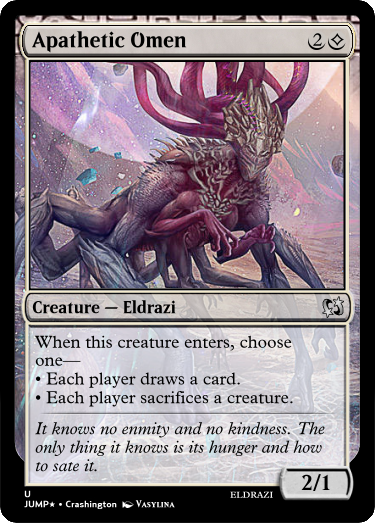 Apathetic Omen 2
Creature — Eldrazi
When this creature enters, choose
one—
• Each player draws a card.
• Each player sacrifices a creature.
It knows no enmity and no kindness. The
only thing it knows is its hunger and how
to sate it.
2/1
U
JUMP★ • Crashington VASYLINA
ELDRAZI